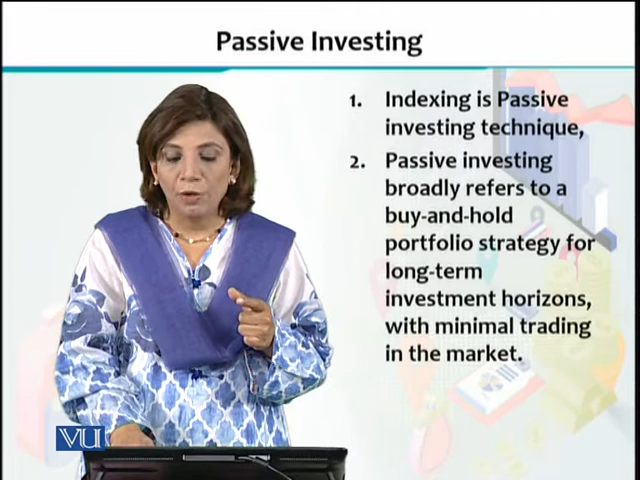 Passive Investing
1. Indexing is Passive
investing technique,
2. Passive investing
broadly refers to a
buy-and-hold
portfolio strategy for
long-term
investment horizons,
with minimal trading
in the market.
VU